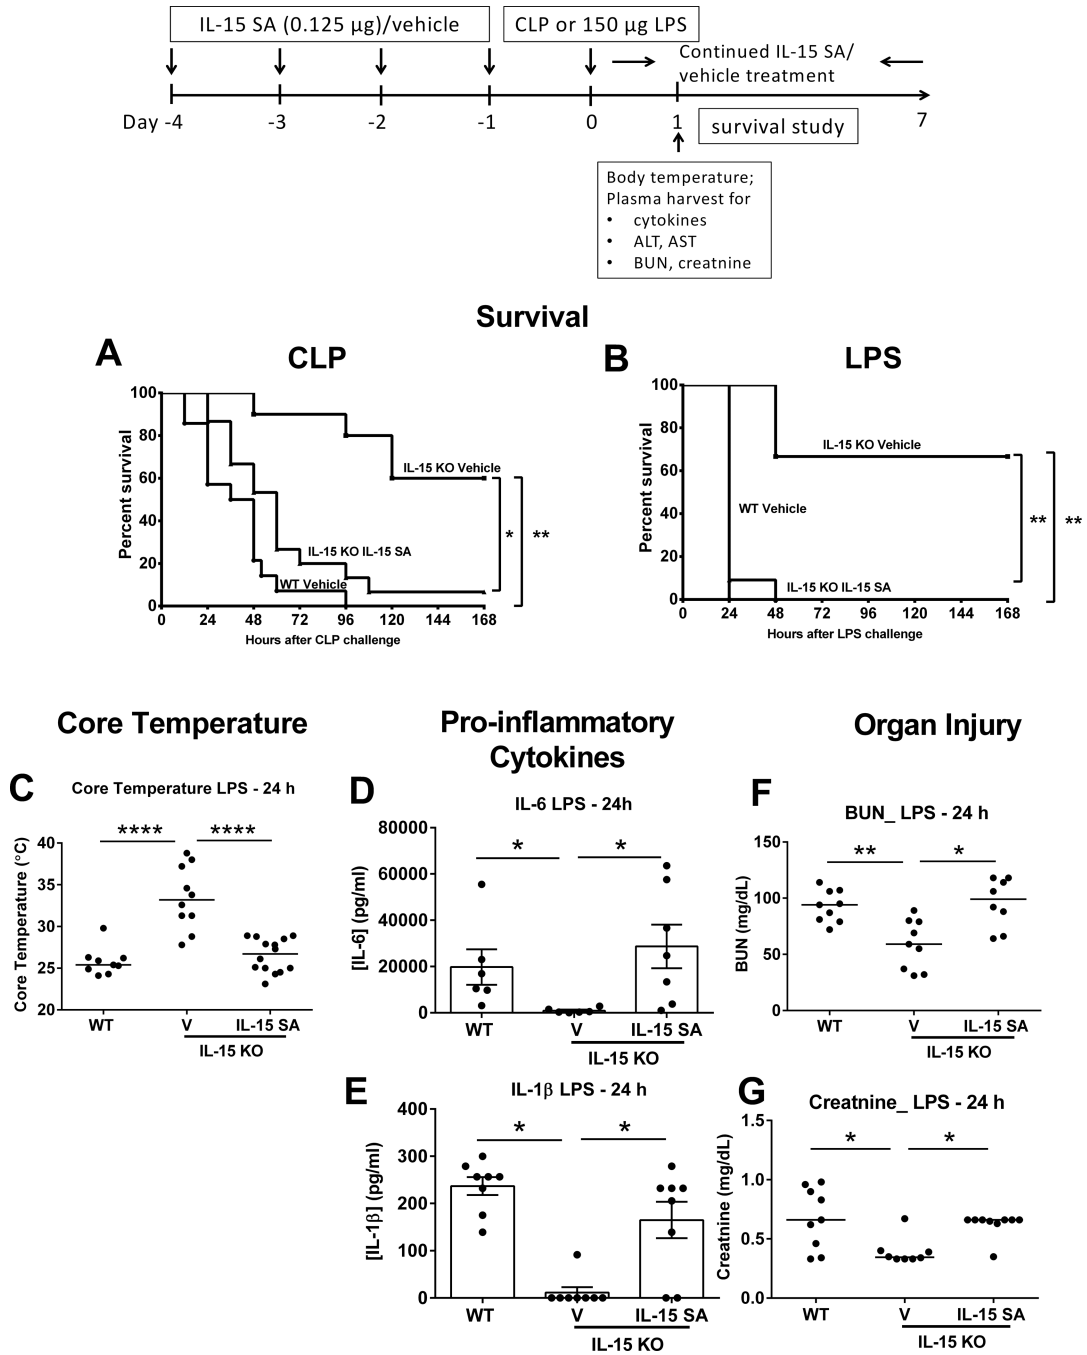 IL-15 SA (0.125 µg)/vehicle
CLP or 150 µg LPS
Continued IL-15 SA/
vehicle treatment
Day -4 -3 -2 -1 0 1 7
survival study
Body temperature;
Plasma harvest for
• cytokines
• ALT, AST
• BUN, creatnine
Survival
A
CLP
Percent survival
100
80
60
40
20
0
IL-15 KO Vehicle
IL-15 KO IL-15 SA
WT Vehicle
*
**
0 24 48 72 96 120 144 168
Hours after CLP challenge
B
LPS
Percent survival
100
80
60
40
20
0
IL-15 KO Vehicle
WT Vehicle
IL-15 KO IL-15 SA
**
**
0 24 48 72 96 120 144 168
Hours after LPS challenge
Core Temperature
C
Core Temperature LPS - 24 h
Core Temperature (°C)
40
35
30
25
20
**** ****
WT V IL-15 SA
IL-15 KO
Pro-inflammatory
Cytokines
D
IL-6 LPS - 24h
[IL-6] (pg/ml)
80000
60000
40000
20000
0
* *
WT V IL-15 SA
IL-15 KO
E
IL-1β LPS - 24 h
[IL-1β] (pg/ml)
400
300
200
100
0
* *
WT V IL-15 SA
IL-15 KO
Organ Injury
F
BUN_ LPS - 24 h
BUN (mg/dL)
150
100
50
0
** *
WT V IL-15 SA
IL-15 KO
G
Creatnine_ LPS - 24 h
Creatnine (mg/dL)
1.5
1.0
0.5
0.0
* *
WT V IL-15 SA
IL-15 KO